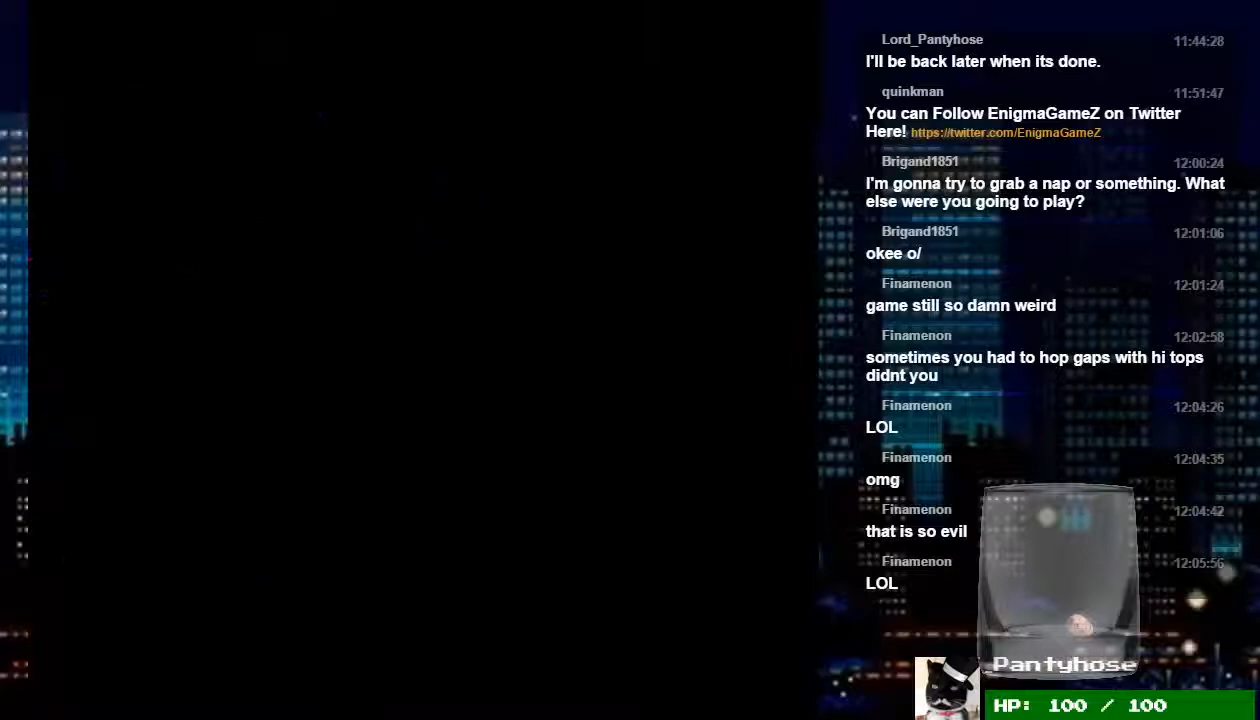 Lord_Pantyhose 11:44:28
I'll be back later when its done.
quinkman 11:51:47
You can Follow EnigmaGameZ on Twitter
Here! https://twitter.com/EnigmaGameZ
Brigand1851 12:00:24
I'm gonna try to grab a nap or something. What
else were you going to play?
Brigand1851 12:01:06
okee o/
Finamenon 12:01:24
game still so damn weird
Finamenon 12:02:58
sometimes you had to hop gaps with hi tops
didnt you
Finamenon 12:04:26
LOL
Finamenon 12:04:35
omg
Finamenon 12:04:42
that is so evil
Finamenon 12:05:56
LOL
_Pantyhose
HP: 100 / 100